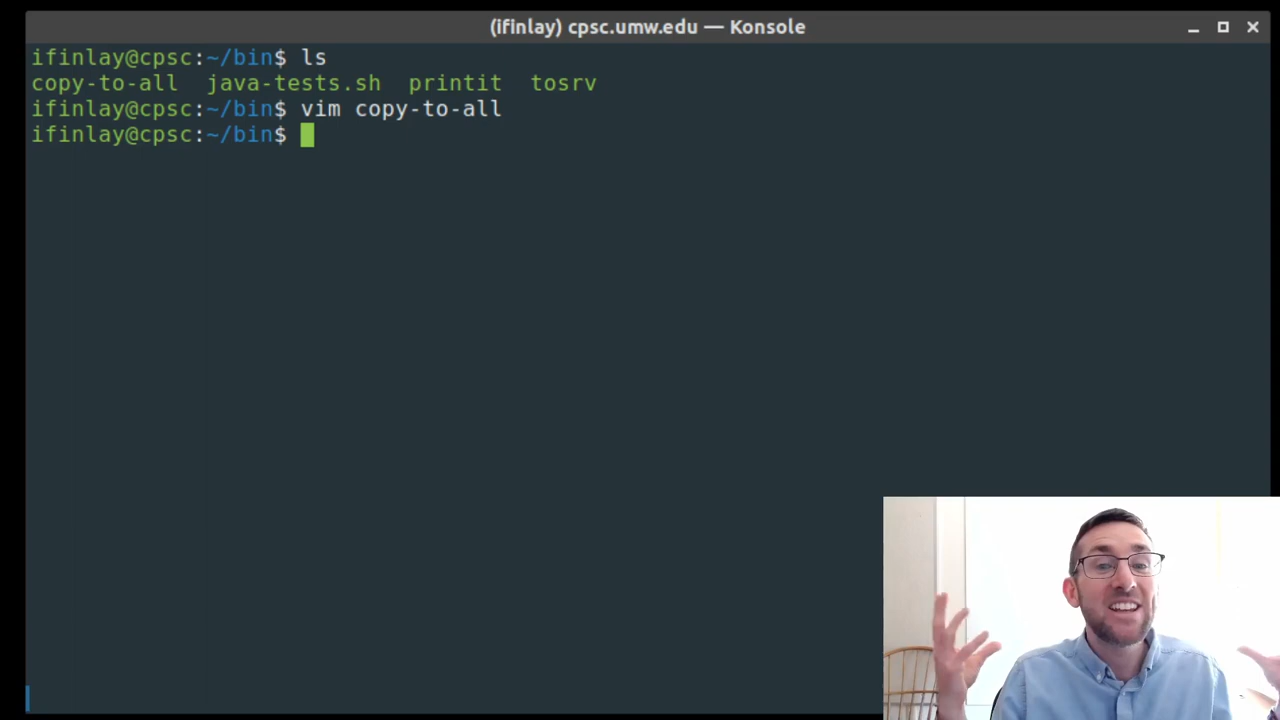 (ifinlay) cpsc.umw.edu — Konsole
ifinlay@cpsc:~/bin$ ls
copy-to-all  java-tests.sh  printit  tosrv
ifinlay@cpsc:~/bin$ vim copy-to-all
ifinlay@cpsc:~/bin$